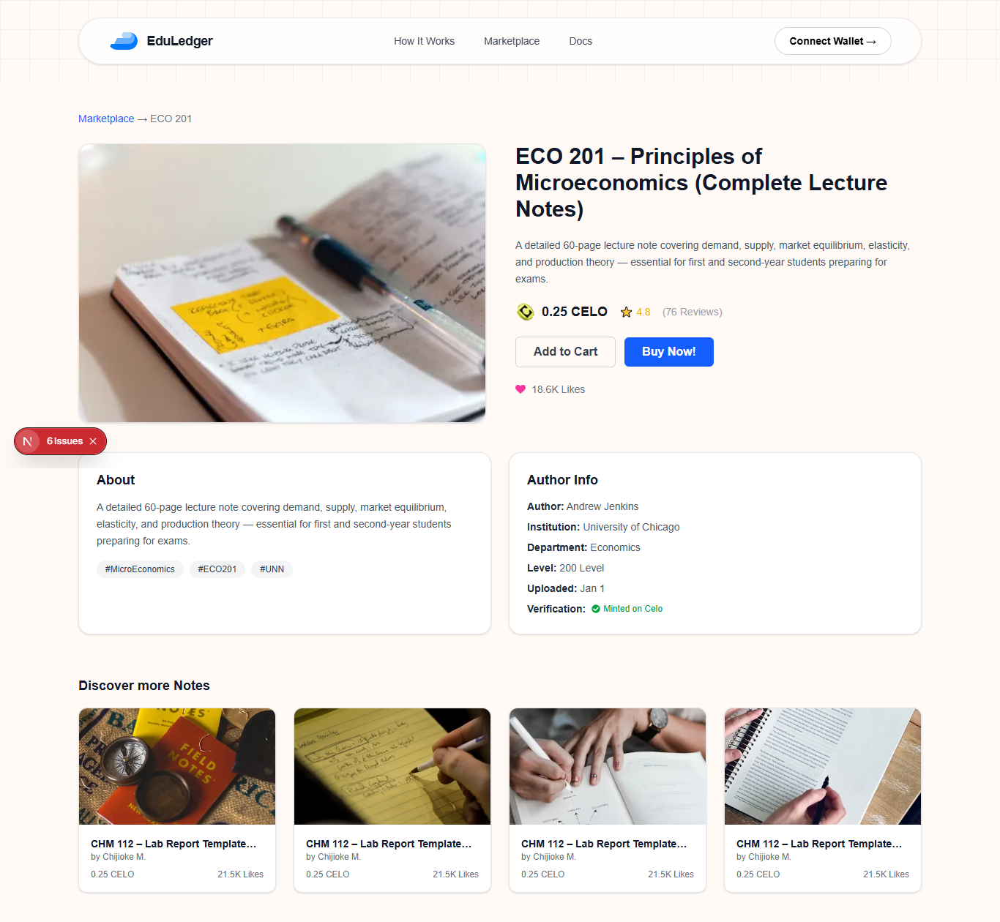 EduLedger
How It Works
Marketplace
Docs
Connect Wallet →
Marketplace → ECO 201
ECO 201 – Principles of
Microeconomics (Complete Lecture
Notes)
A detailed 60-page lecture note covering demand, supply, market equilibrium, elasticity,
and production theory — essential for first and second-year students preparing for
exams.
0.25 CELO
4.8
(76 Reviews)
Add to Cart
Buy Now!
18.6K Likes
6 Issues
About
A detailed 60-page lecture note covering demand, supply, market equilibrium,
elasticity, and production theory — essential for first and second-year students
preparing for exams.
#MicroEconomics
#ECO201
#UNN
Author Info
Author: Andrew Jenkins
Institution: University of Chicago
Department: Economics
Level: 200 Level
Uploaded: Jan 1
Verification: Minted on Celo
Discover more Notes
FIELD
NOTES
CHM 112 – Lab Report Template...
by Chijioke M.
0.25 CELO
21.5K Likes
CHM 112 – Lab Report Template...
by Chijioke M.
0.25 CELO
21.5K Likes
CHM 112 – Lab Report Template...
by Chijioke M.
0.25 CELO
21.5K Likes
CHM 112 – Lab Report Template...
by Chijioke M.
0.25 CELO
21.5K Likes